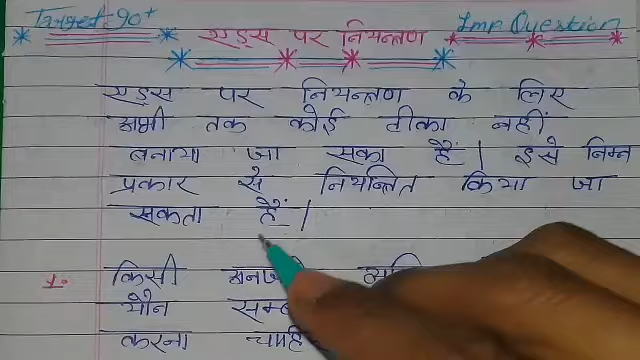 Target:90+ एड्स पर नियन्त्रण Imp. Question
एड्स पर नियन्त्रण के लिए
अभी तक कोई टीका नहीं
बनाया जा सका है। इसे निम्न
प्रकार से नियन्त्रित किया जा
सकता हैं।
1. किसी
यौन
करना